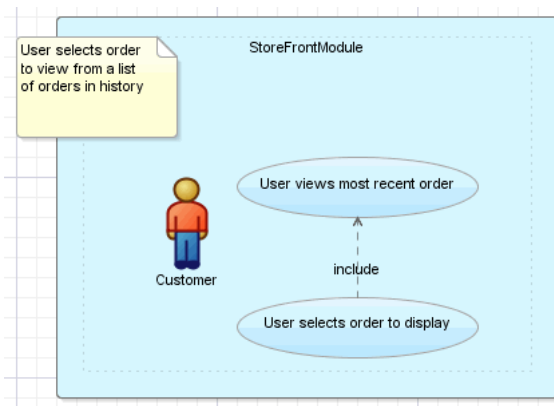 User selects order
to view from a list
of orders in history
StoreFrontModule
User views most recent order
include
Customer
User selects order to display